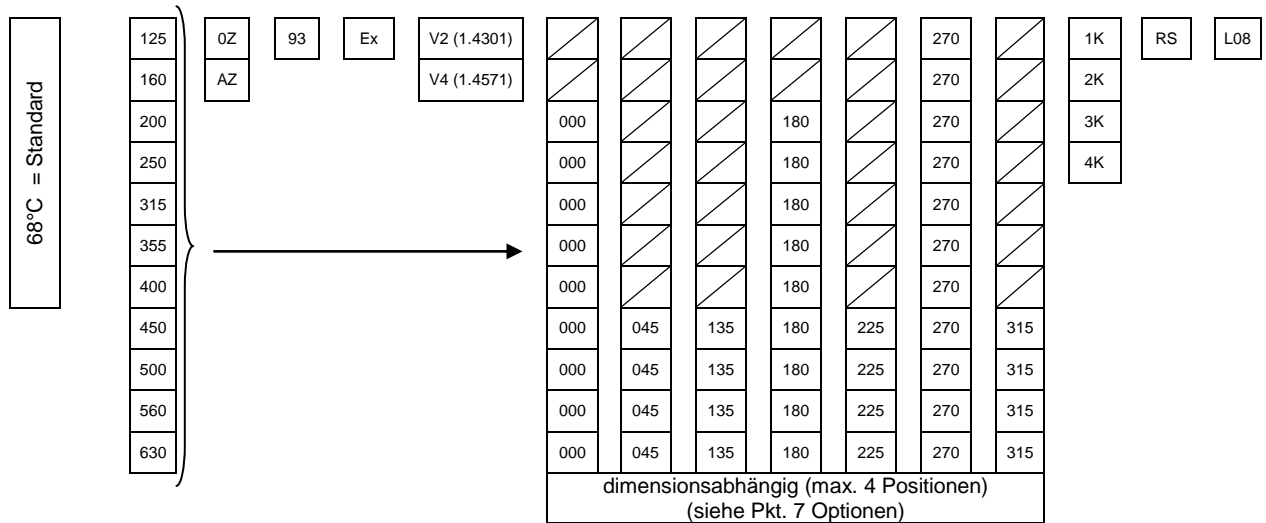 125 0Z 93 Ex V2 (1.4301) 270 1K RS L08
160 AZ V4 (1.4571) 270 2K
200 000 180 270 3K
250 000 180 270 4K
315 000 180 270
355 000 180 270
400 000 180 270
450 000 045 135 180 225 270 315
500 000 045 135 180 225 270 315
560 000 045 135 180 225 270 315
630 000 045 135 180 225 270 315
68°C = Standard
dimensionsabhängig (max. 4 Positionen)
(siehe Pkt. 7 Optionen)